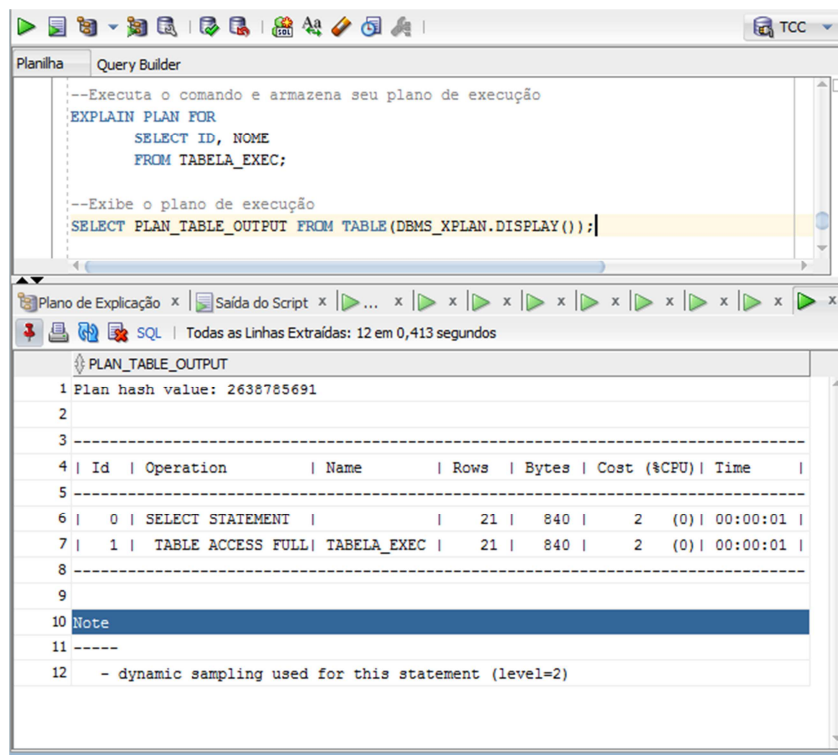 TCC
Planilha Query Builder
--Executa o comando e armazena seu plano de execução
EXPLAIN PLAN FOR
SELECT ID, NOME
FROM TABELA_EXEC;
--Exibe o plano de execução
SELECT PLAN_TABLE_OUTPUT FROM TABLE(DBMS_XPLAN.DISPLAY());
Plano de Explicação x Saída do Script x ... x x x x x x x x x
SQL | Todas as Linhas Extraídas: 12 em 0,413 segundos
PLAN_TABLE_OUTPUT
1 Plan hash value: 2638785691
2
3 --------------------------------------------------------------------------------
4 | Id | Operation | Name | Rows | Bytes | Cost (%CPU)| Time |
5 --------------------------------------------------------------------------------
6 | 0 | SELECT STATEMENT | | 21 | 840 | 2 (0)| 00:00:01 |
7 | 1 | TABLE ACCESS FULL| TABELA_EXEC | 21 | 840 | 2 (0)| 00:00:01 |
8 --------------------------------------------------------------------------------
9
10 Note
11 -----
12 - dynamic sampling used for this statement (level=2)